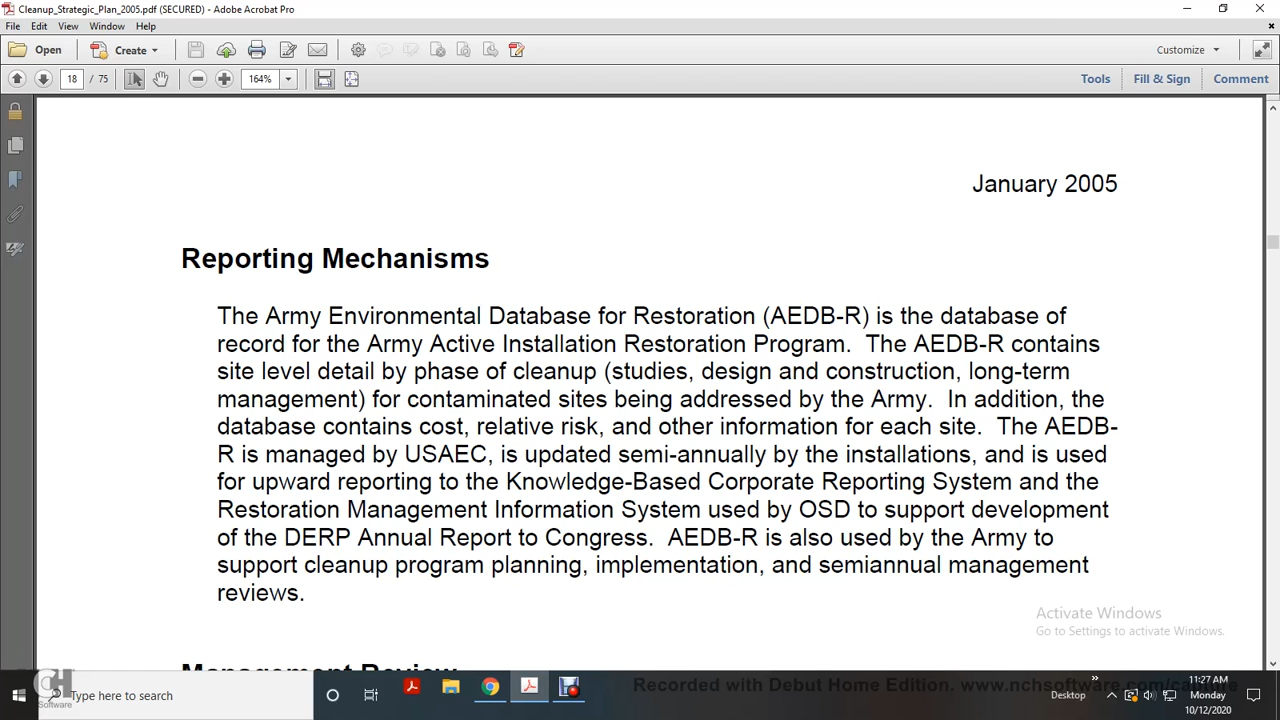 Cleanup_Strategic_Plan_2005.pdf (SECURED) - Adobe Acrobat Pro
File Edit View Window Help
Open Create Customize
18 / 75 164% Tools Fill & Sign Comment
January 2005
Reporting Mechanisms
The Army Environmental Database for Restoration (AEDB-R) is the database of
record for the Army Active Installation Restoration Program. The AEDB-R contains
site level detail by phase of cleanup (studies, design and construction, long-term
management) for contaminated sites being addressed by the Army. In addition, the
database contains cost, relative risk, and other information for each site. The AEDB-
R is managed by USAEC, is updated semi-annually by the installations, and is used
for upward reporting to the Knowledge-Based Corporate Reporting System and the
Restoration Management Information System used by OSD to support development
of the DERP Annual Report to Congress. AEDB-R is also used by the Army to
support cleanup program planning, implementation, and semiannual management
reviews.
Activate Windows
Go to Settings to activate Windows.
Management Review
CH
Software
Type here to search
Recorded with Debut Home Edition. www.nchsoftware.com/capture
Desktop
11:27 AM
Monday
10/12/2020